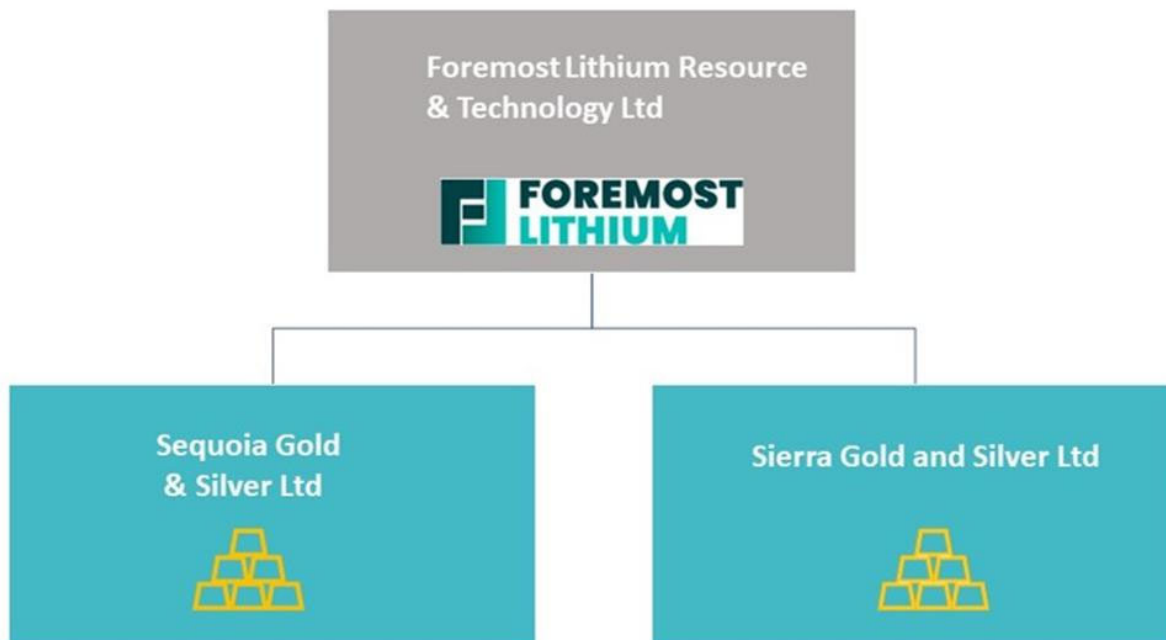 Foremost Lithium Resource
& Technology Ltd
FOREMOST
LITHIUM
Sequoia Gold
& Silver Ltd
Sierra Gold and Silver Ltd